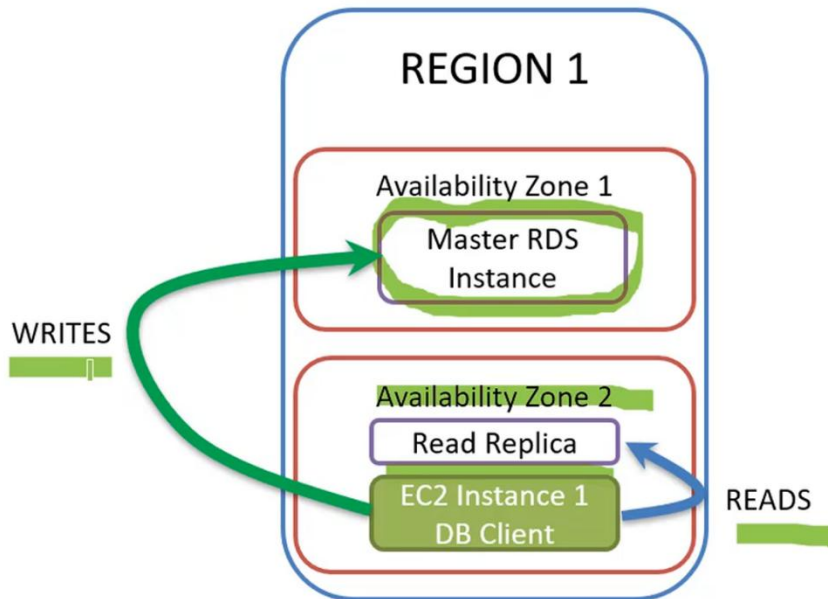 REGION 1
Availability Zone 1
Master RDS
Instance
WRITES
Availability Zone 2
Read Replica
EC2 Instance 1
DB Client
READS